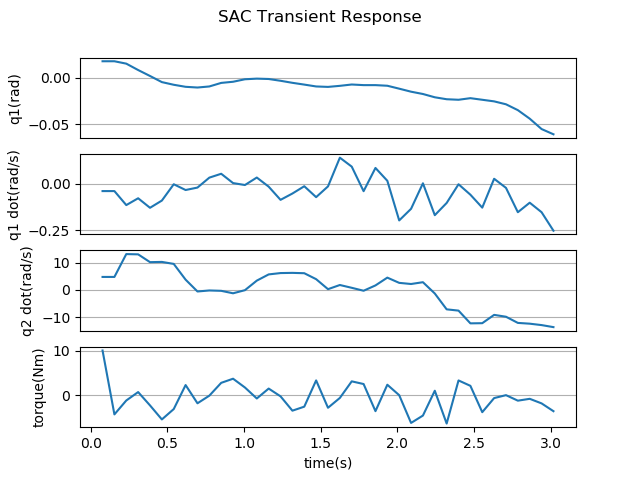 SAC Transient Response
q1(rad)
0.00
−0.05
q1 dot(rad/s)
0.00
−0.25
q2 dot(rad/s)
10
0
−10
torque(Nm)
10
0
0.0 0.5 1.0 1.5 2.0 2.5 3.0
time(s)